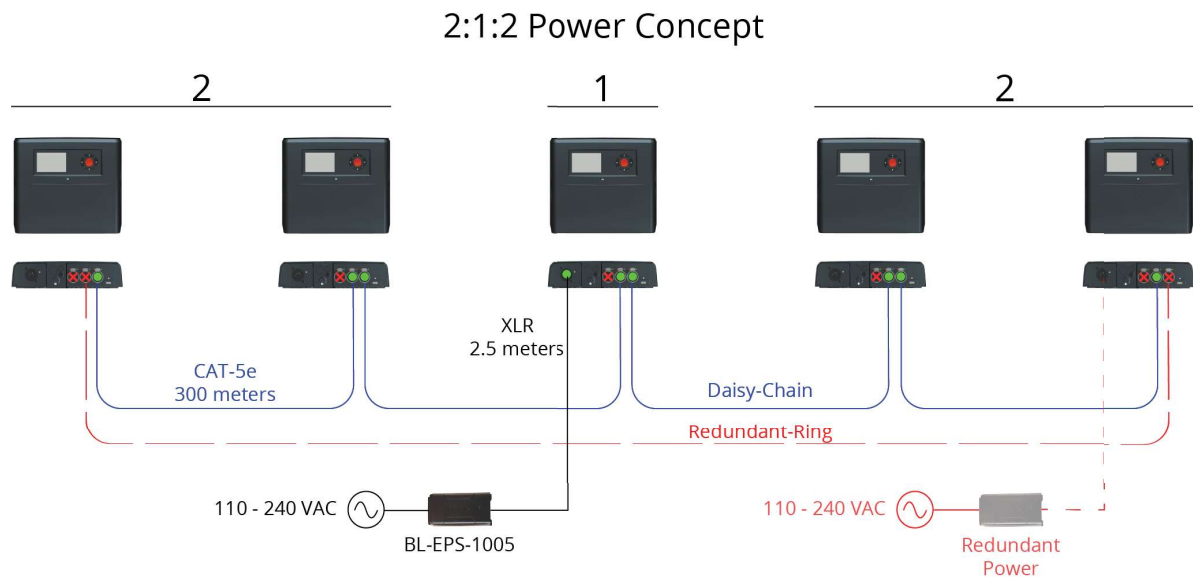 2:1:2 Power Concept
2
1
2
XLR
2.5 meters
CAT-5e
300 meters
Daisy-Chain
Redundant-Ring
110 - 240 VAC
110 - 240 VAC
BL-EPS-1005
Redundant
Power